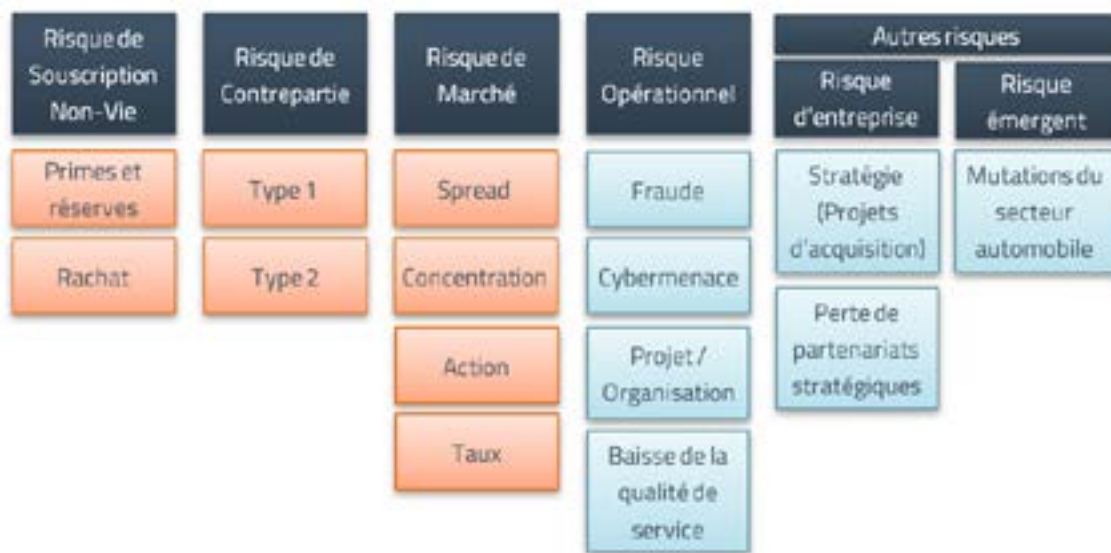 Risque de
Souscription
Non-Vie
Primes et
réserves
Rachat
Risque de
Contrepartie
Type 1
Type 2
Risque de
Marché
Spread
Concentration
Action
Taux
Risque
Opérationnel
Fraude
Cybermenace
Projet /
Organisation
Baisse de la
qualité de
service
Autres risques
Risque
d'entreprise
Stratégie
(Projets
d'acquisition)
Perte de
partenariats
stratégiques
Risque
émergent
Mutations du
secteur
automobile